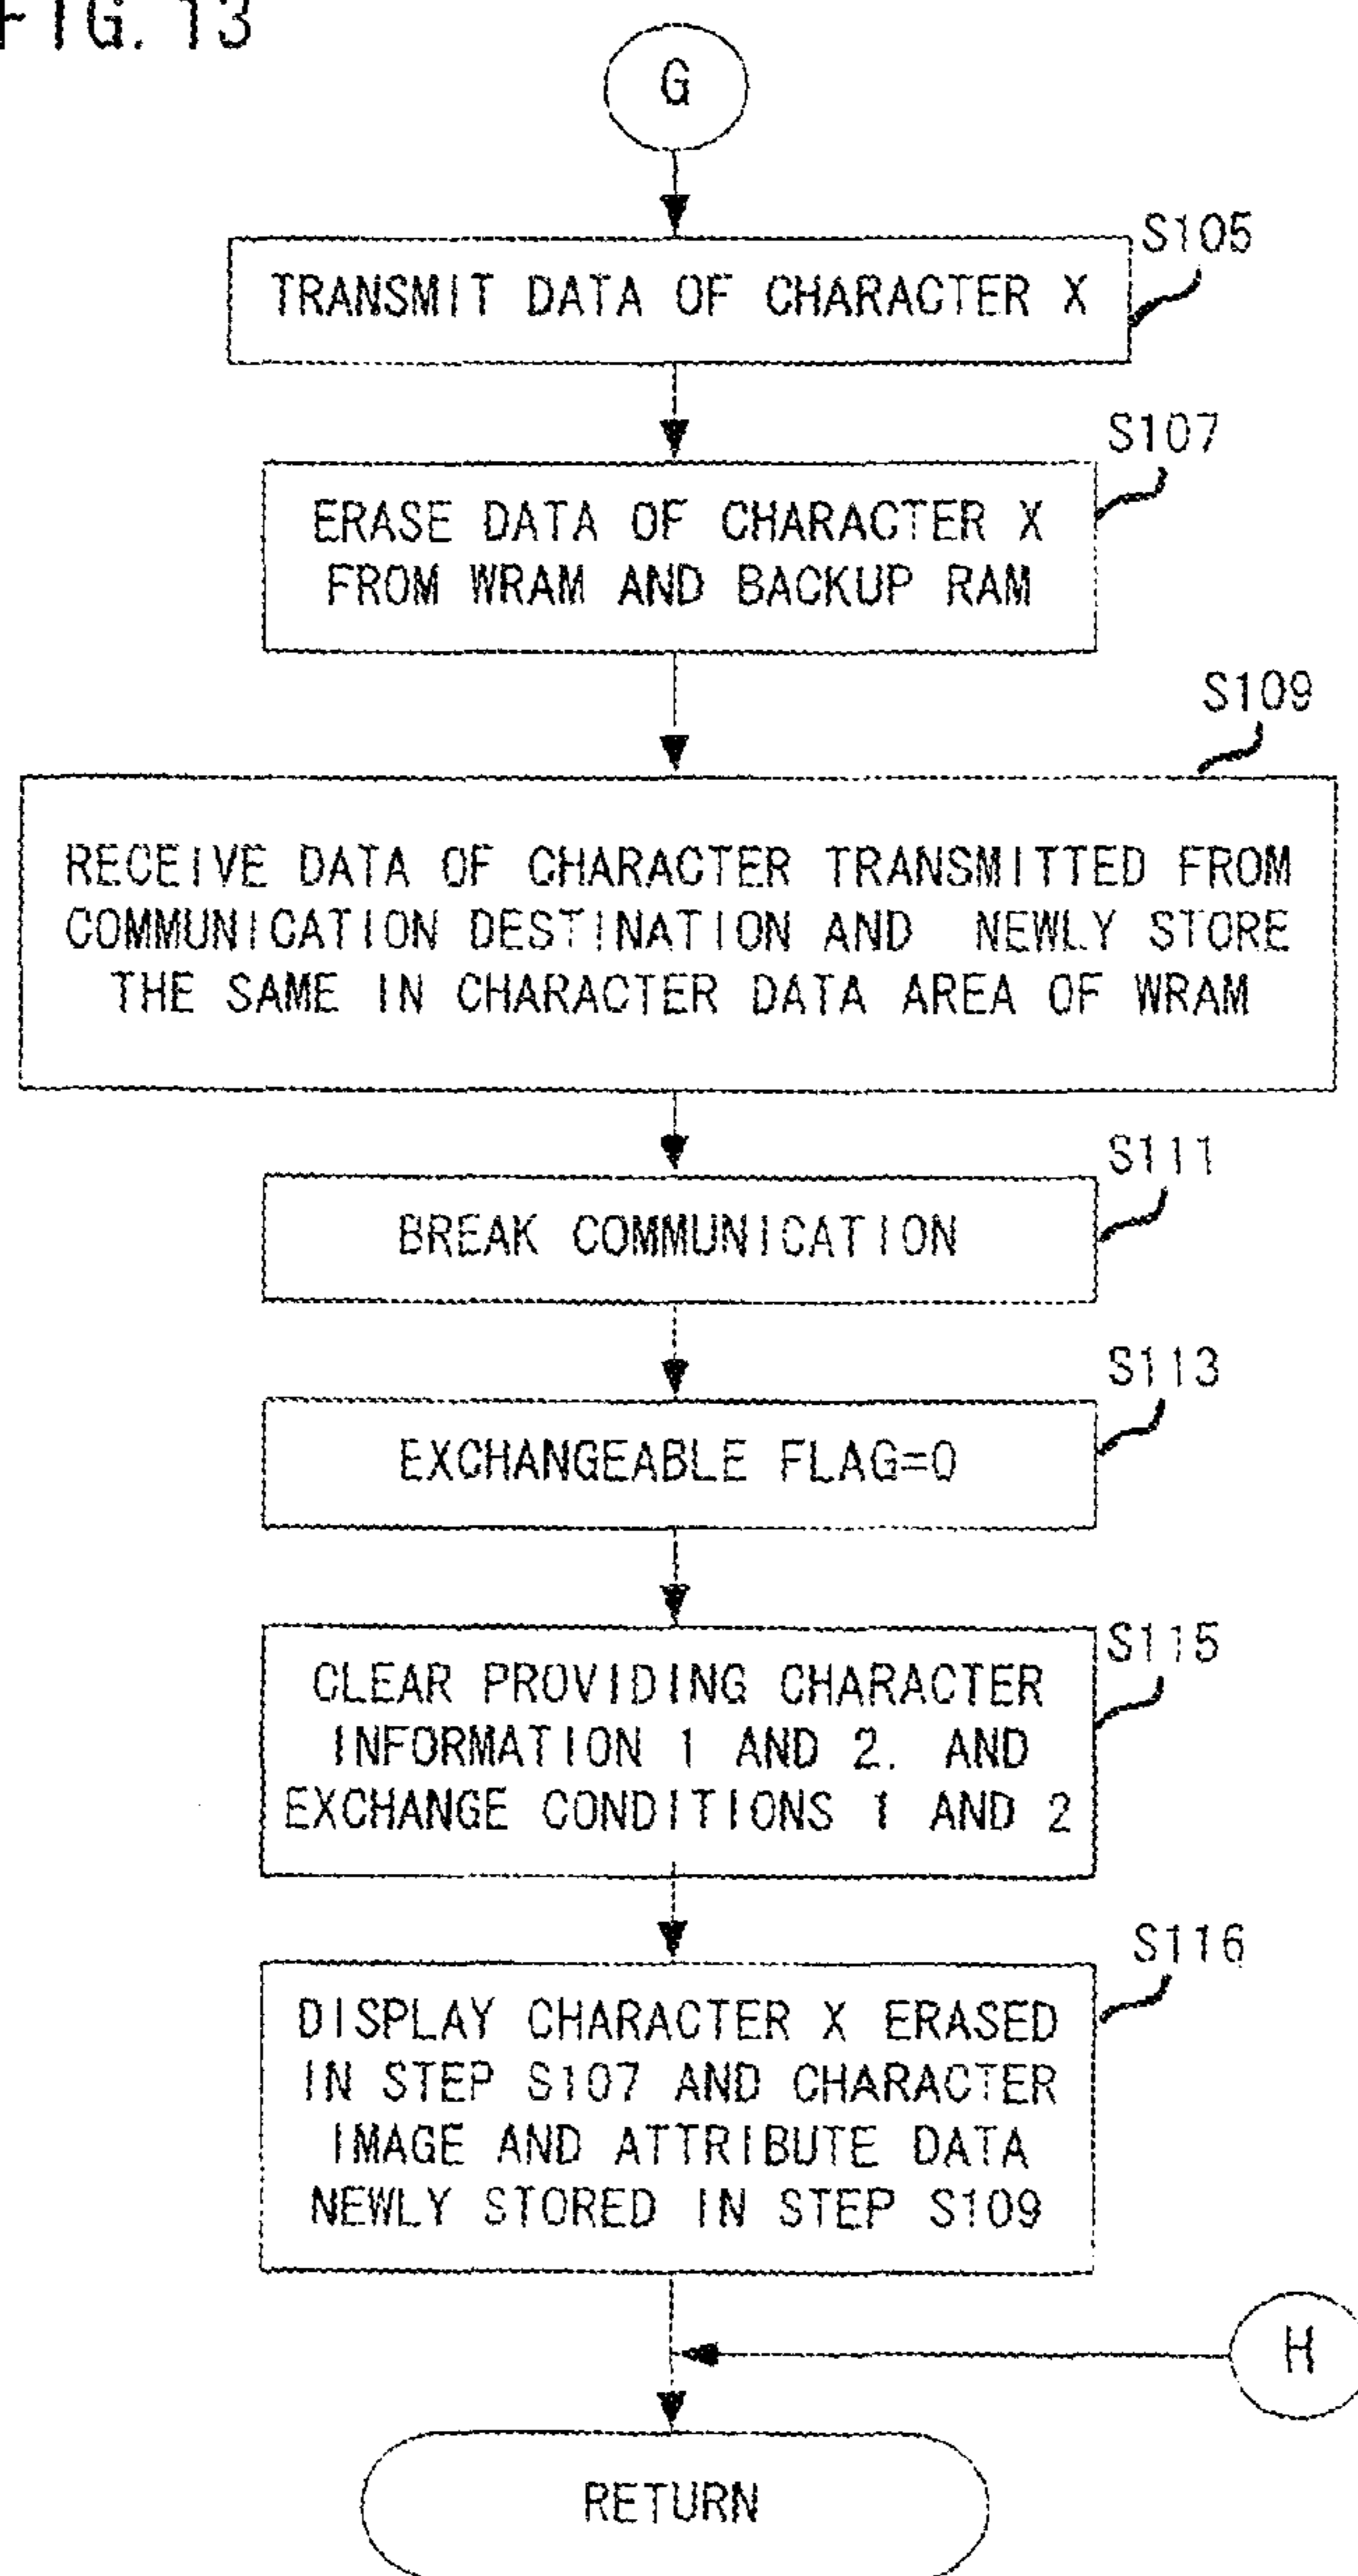 FIG. 13
G
S105
TRANSMIT DATA OF CHARACTER X
S107
ERASE DATA OF CHARACTER X
FROM WRAM AND BACKUP RAM
S109
RECEIVE DATA OF CHARACTER TRANSMITTED FROM
COMMUNICATION DESTINATION AND NEWLY STORE
THE SAME IN CHARACTER DATA AREA OF WRAM
S111
BREAK COMMUNICATION
S113
EXCHANGEABLE FLAG=0
S115
CLEAR PROVIDING CHARACTER
INFORMATION 1 AND 2. AND
EXCHANGE CONDITIONS 1 AND 2
S116
DISPLAY CHARACTER X ERASED
IN STEP S107 AND CHARACTER
IMAGE AND ATTRIBUTE DATA
NEWLY STORED IN STEP S109
H
RETURN